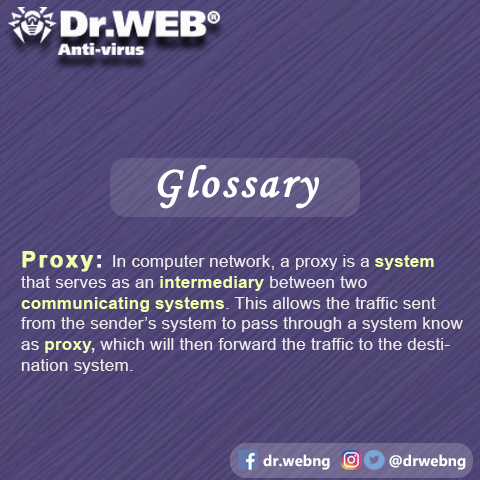 Dr.WEB®
Anti-virus
Glossary
Proxy: In computer network, a proxy is a system
that serves as an intermediary between two
communicating systems. This allows the traffic sent
from the sender's system to pass through a system know
as proxy, which will then forward the traffic to the desti-
nation system.
dr.webng @drwebng